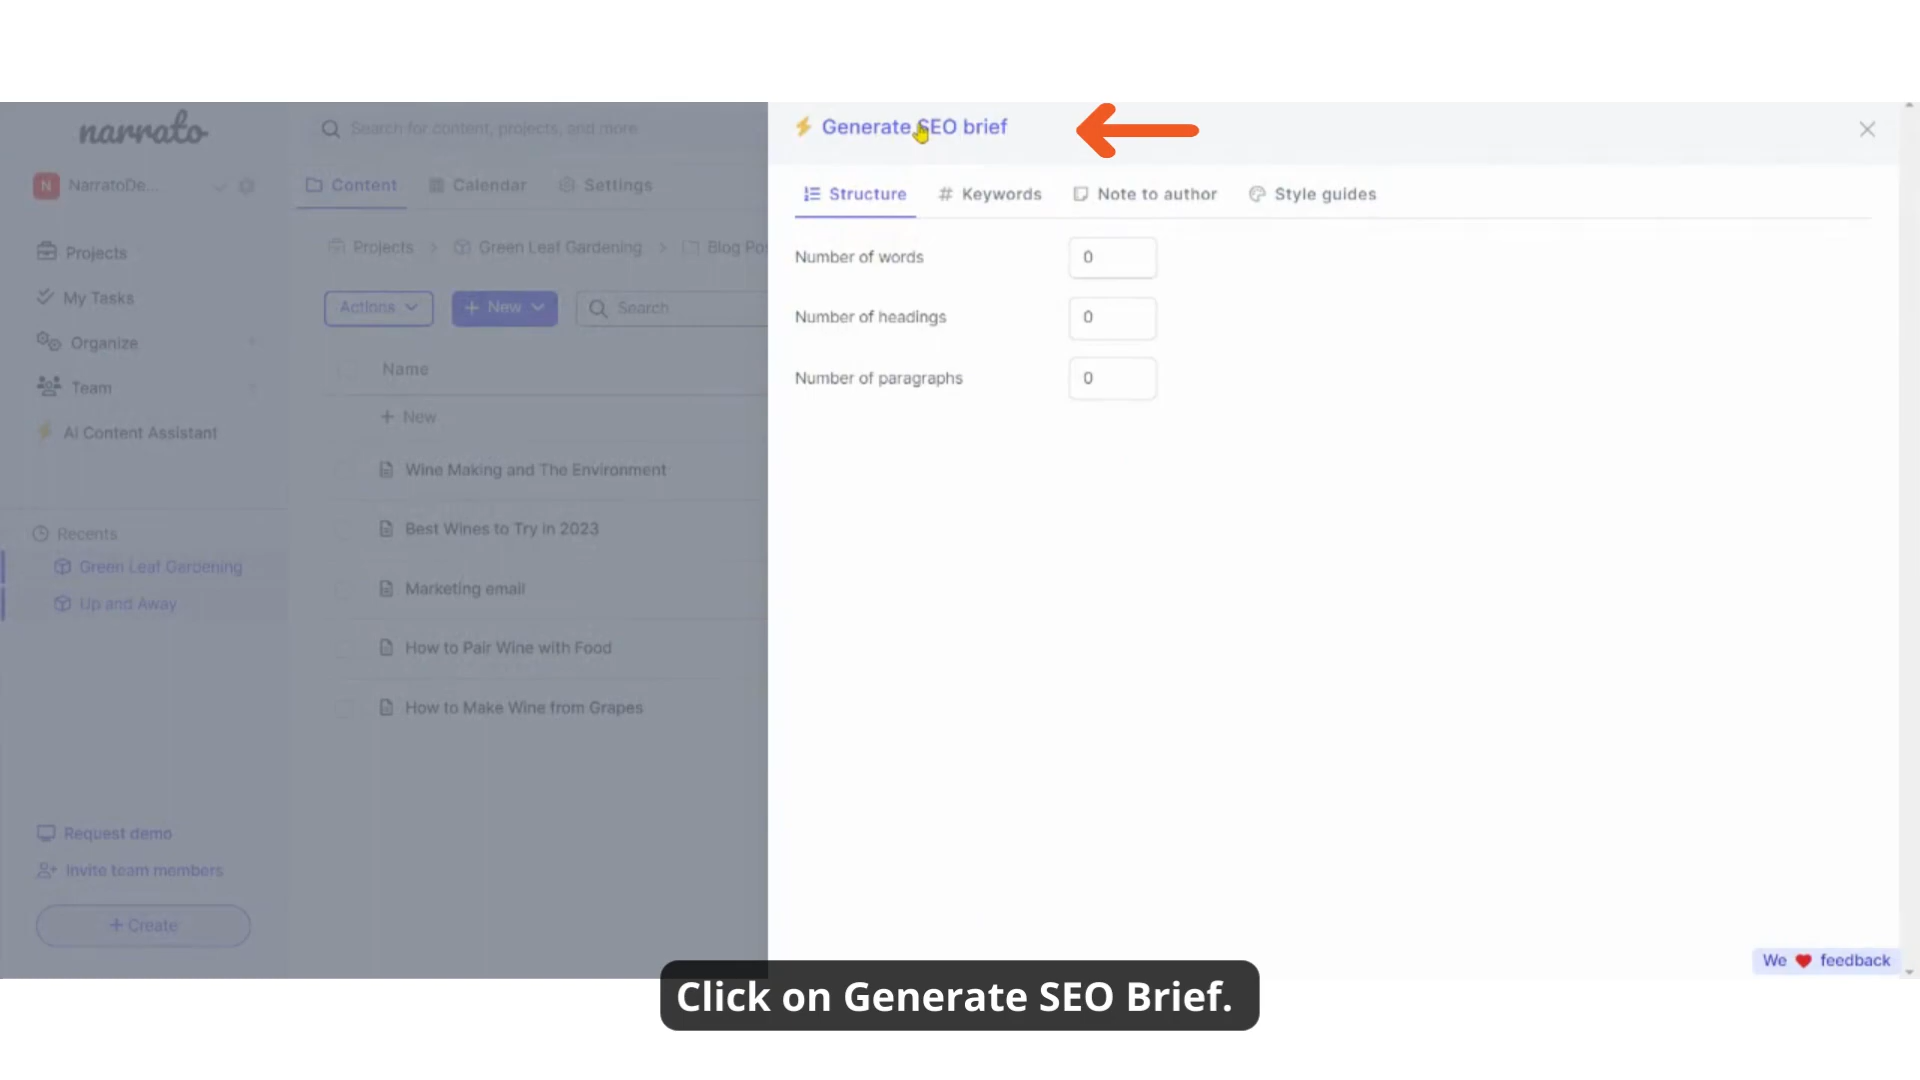 narrato
Search for content, projects, and more
N NarratoDe...
Content Calendar Settings
Projects
My Tasks
Organize
Team
AI Content Assistant
Recents
Green Leaf Gardening
Up and Away
Request demo
Invite team members
+ Create
Projects > Green Leaf Gardening > Blog Pos
Actions + New Search
Name
+ New
Wine Making and The Environment
Best Wines to Try in 2023
Marketing email
How to Pair Wine with Food
How to Make Wine from Grapes
Generate SEO brief
Structure # Keywords Note to author Style guides
Number of words 0
Number of headings 0
Number of paragraphs 0
We ❤ feedback
Click on Generate SEO Brief.